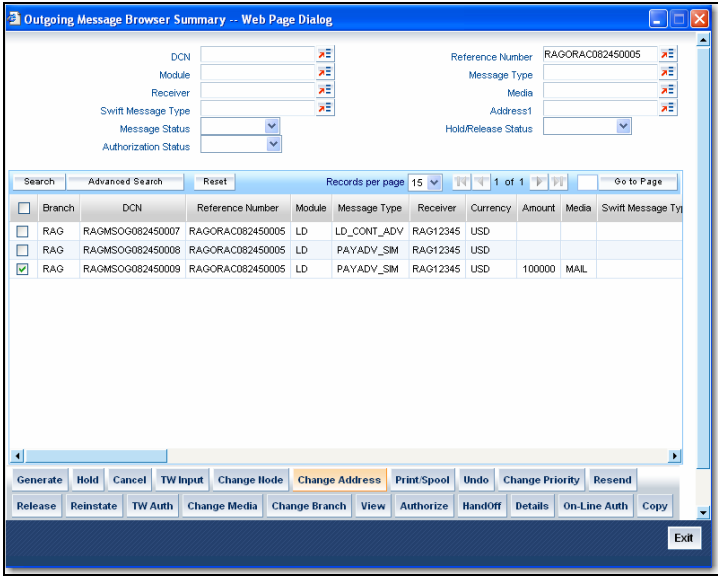 Outgoing Message Browser Summary -- Web Page Dialog
DCN
Reference Number RAGORAC082450005
Module
Message Type
Receiver
Media
Swift Message Type
Address1
Message Status
Hold/Release Status
Authorization Status
Search Advanced Search Reset Records per page 15 1 of 1 Go to Page
Branch DCN Reference Number Module Message Type Receiver Currency Amount Media Swift Message Typ
RAG RAGMSOG082450007 RAGORAC082450005 LD LD_CONT_ADV RAG12345 USD
RAG RAGMSOG082450008 RAGORAC082450005 LD PAYADV_SIM RAG12345 USD
RAG RAGMSOG082450009 RAGORAC082450005 LD PAYADV_SIM RAG12345 USD 100000 MAIL
Generate Hold Cancel TW Input Change Node Change Address Print/Spool Undo Change Priority Resend
Release Reinstate TW Auth Change Media Change Branch View Authorize HandOff Details On-Line Auth Copy
Exit